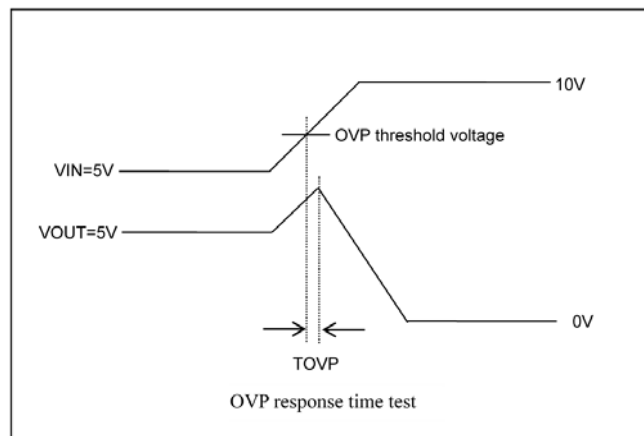 10V
OVP threshold voltage
VIN=5V
VOUT=5V
0V
TOVP
OVP response time test